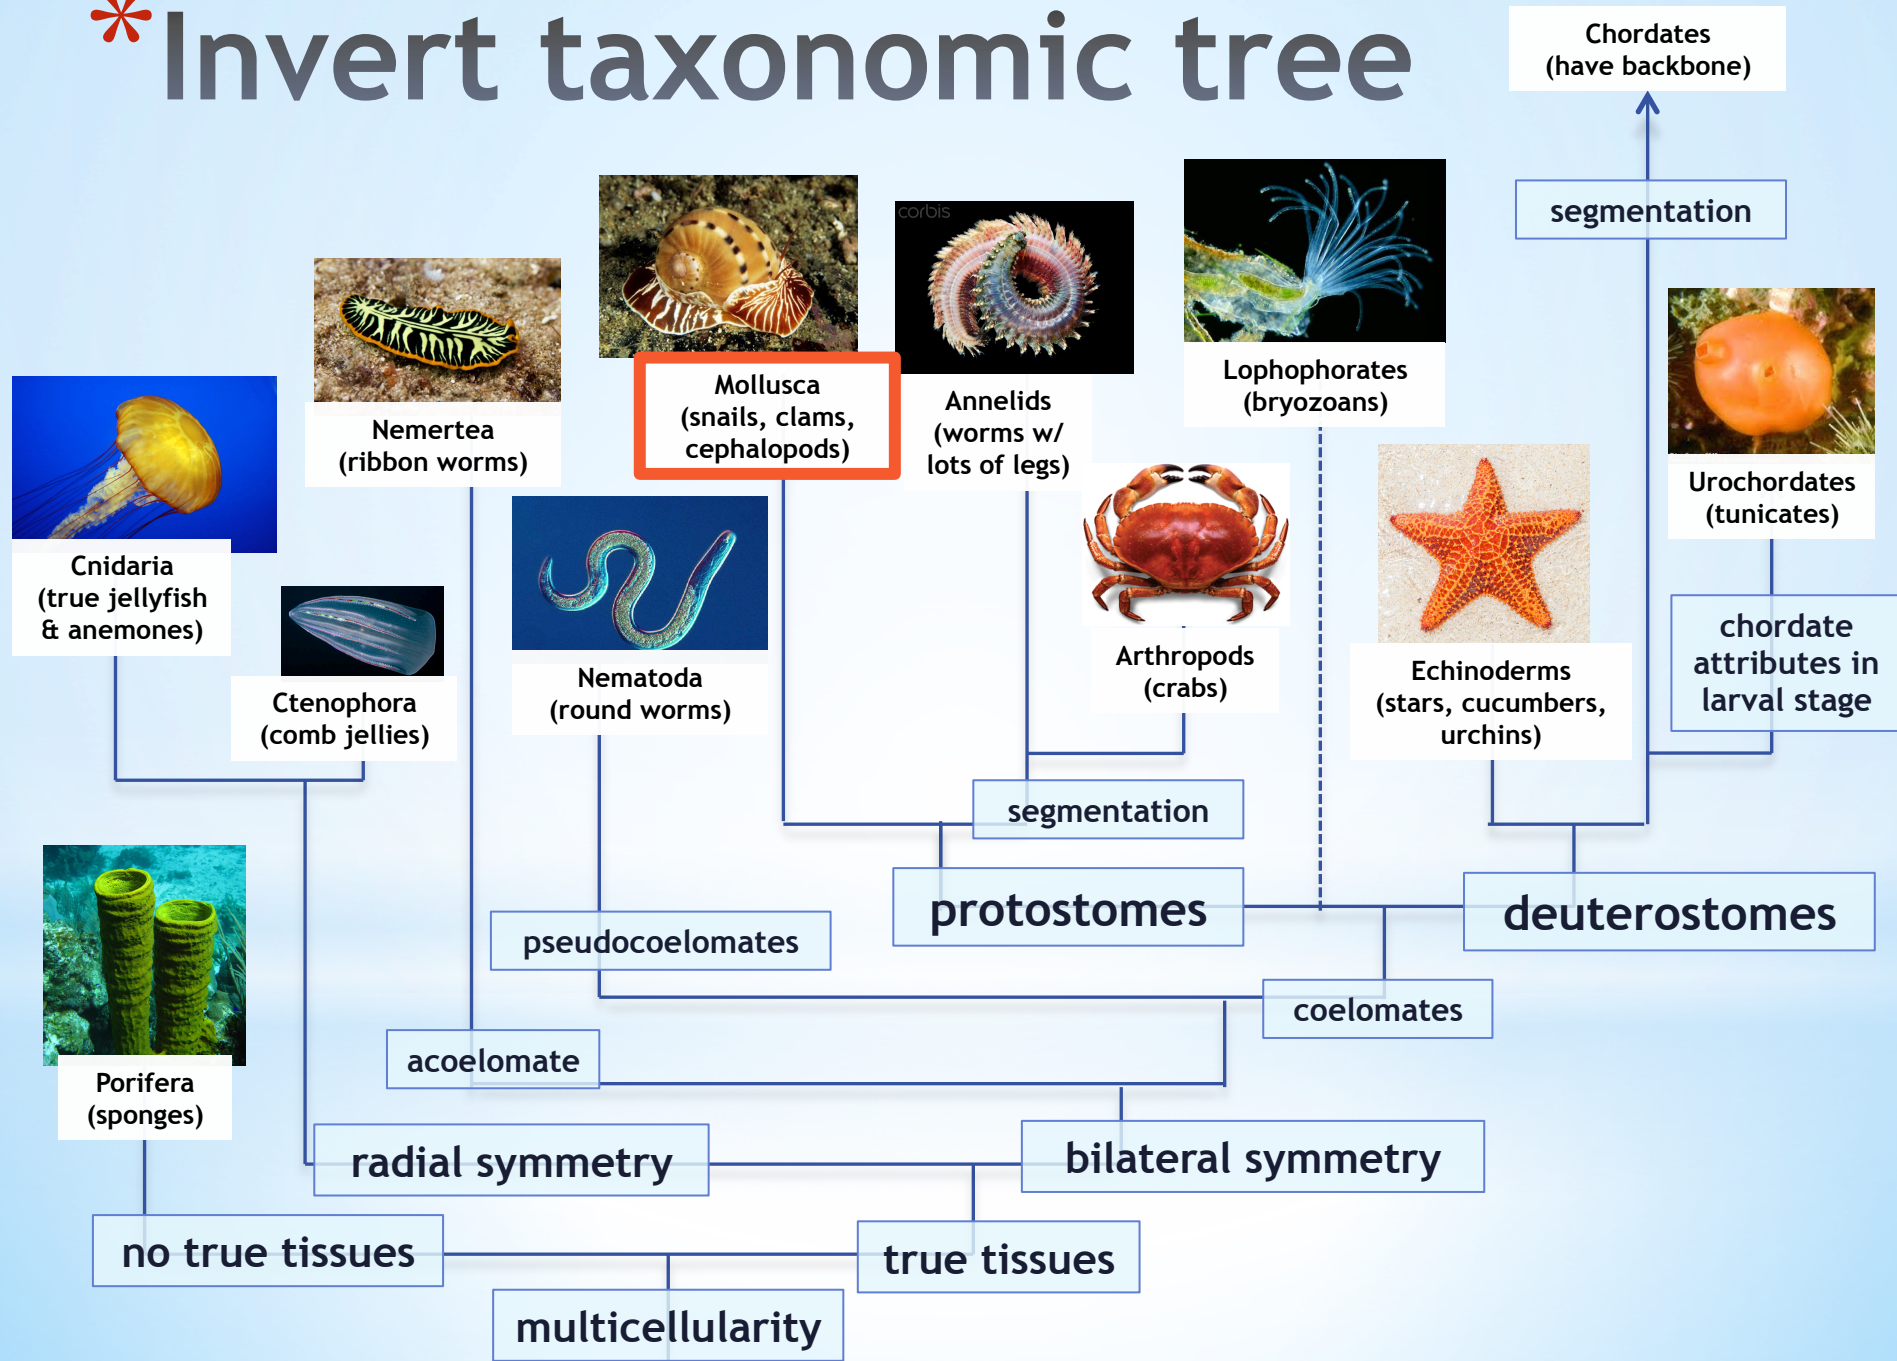 *Invert taxonomic tree
Chordates
(have backbone)
segmentation
corbis
Nemertea
(ribbon worms)
Mollusca
(snails, clams,
cephalopods)
Annelids
(worms w/
lots of legs)
Lophophorates
(bryozoans)
Urochordates
(tunicates)
Cnidaria
(true jellyfish
& anemones)
Ctenophora
(comb jellies)
Nematoda
(round worms)
Arthropods
(crabs)
Echinoderms
(stars, cucumbers,
urchins)
chordate
attributes in
larval stage
segmentation
protostomes
deuterostomes
pseudocoelomates
coelomates
acoelomate
Porifera
(sponges)
radial symmetry
bilateral symmetry
no true tissues
true tissues
multicellularity